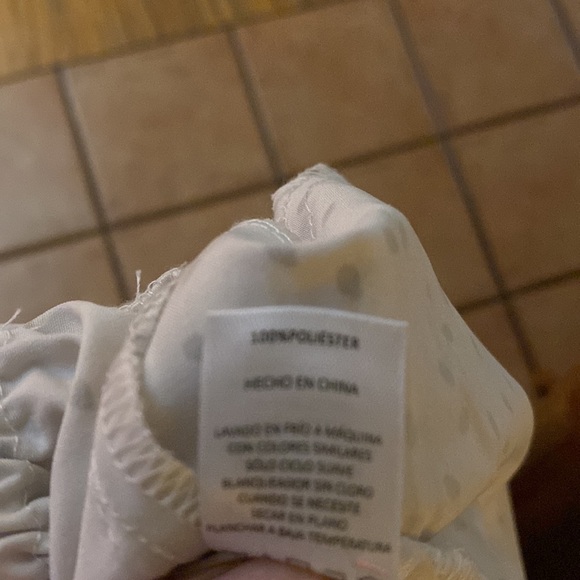 100%POLIÉSTER
HECHO EN CHINA
LAVADO EN FRÍO A MÁQUINA
CON COLORES SIMILARES
SÓLO CICLO SUAVE
BLANQUEADOR SIN CLORO
CUANDO SE NECESITE
SECAR EN PLANO
PLANCHAR A BAJA TEMPERATURA